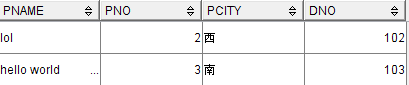 PNAME PNO PCITY DNO
lol 2 西 102
hello world ... 3 南 103